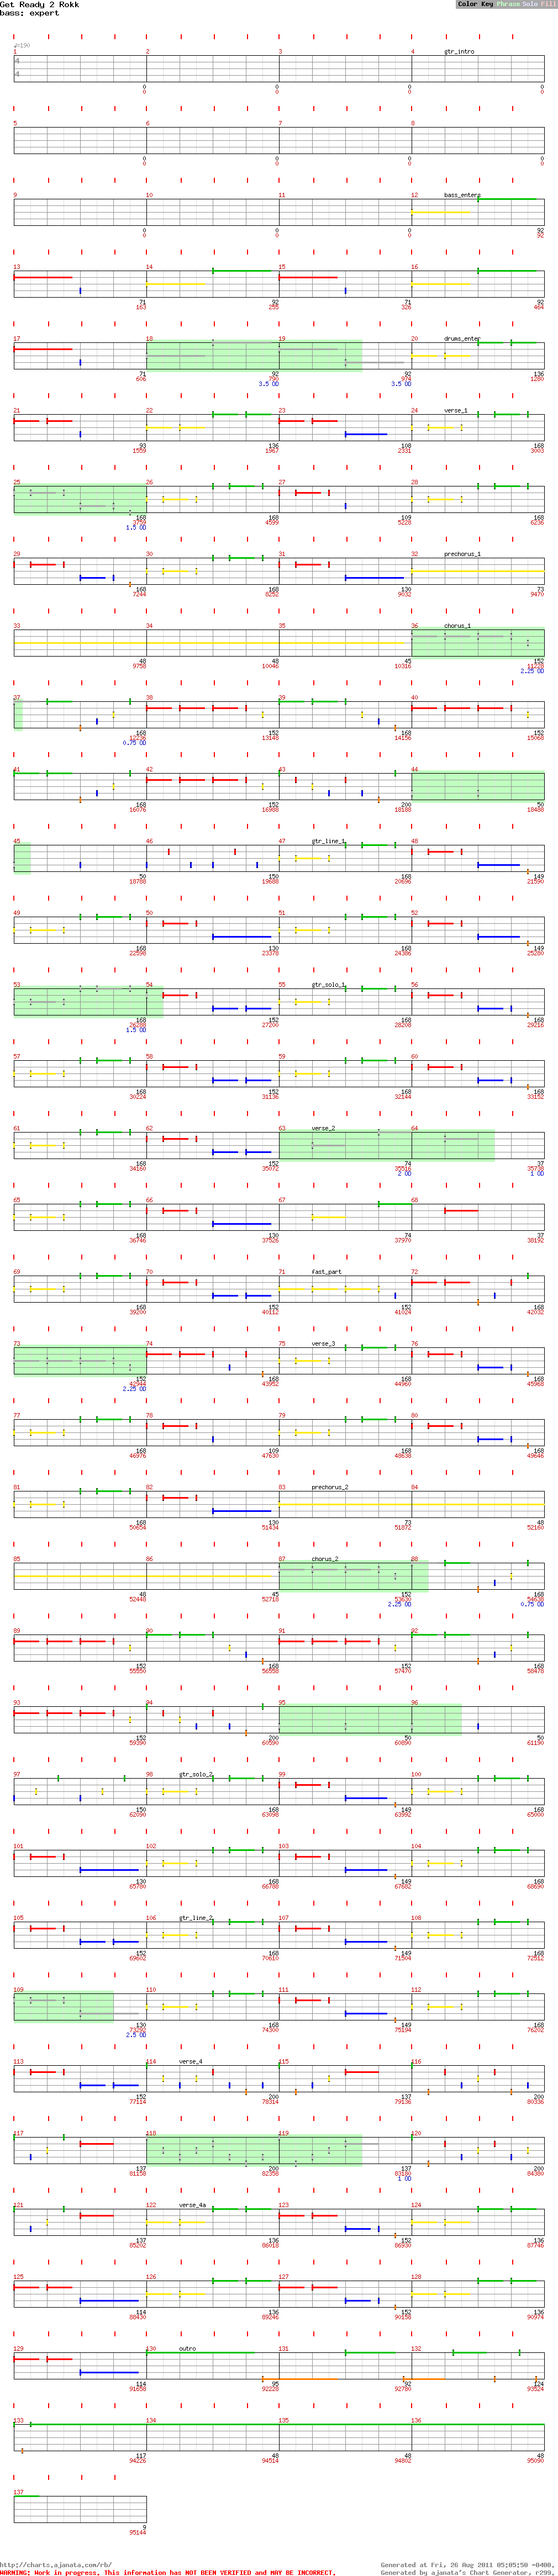 Get Ready 2 Rokk
bass: expert
Color Key Phrase Solo Fill
♩=190
1 2 3 4 gtr_intro
4
4
0 0 0 0
0 0 0 0
5 6 7 8
0 0 0 0
0 0 0 0
9 10 11 12 bass_enters
0 0 0 92
0 0 0 92
13 14 15 16
71 92 71 92
163 255 326 464
17 18 19 20 drums_enter
71 92 92 136
606 790 974 1280
3.5 OD 3.5 OD
21 22 23 24 verse_1
93 136 108 168
1559 1967 2331 3003
25 26 27 28
168 168 109 168
3759 4599 5228 6236
1.5 OD
29 30 31 32 prechorus_1
168 168 130 73
7244 8252 9032 9470
33 34 35 36 chorus_1
48 48 45 152
9758 10046 10316 11228
2.25 OD
37 38 39 40
168 152 168 152
12236 13148 14156 15068
0.75 OD
41 42 43 44
168 152 200 50
16076 16988 18188 18488
45 46 47 gtr_line_1 48
50 150 168 149
18788 19688 20696 21590
49 50 51 52
168 130 168 149
22598 23378 24386 25280
53 54 55 gtr_solo_1 56
168 152 168 168
26288 27200 28208 29216
1.5 OD
57 58 59 60
168 152 168 168
30224 31136 32144 33152
61 62 63 verse_2 64
168 152 74 37
34160 35072 35516 35738
2 OD 1 OD
65 66 67 68
168 130 74 37
36746 37526 37970 38192
69 70 71 fast_part 72
168 152 152 168
39200 40112 41024 42032
73 74 75 verse_3 76
152 168 168 168
42944 43952 44960 45968
2.25 OD
77 78 79 80
168 109 168 168
46976 47630 48638 49646
81 82 83 prechorus_2 84
168 130 73 48
50654 51434 51872 52160
85 86 87 chorus_2 88
48 45 152 168
52448 52718 53630 54638
2.25 OD 0.75 OD
89 90 91 92
152 168 152 168
55550 56558 57470 58478
93 94 95 96
152 200 50 50
59390 60590 60890 61190
97 98 gtr_solo_2 99 100
150 168 149 168
62090 63098 63992 65000
101 102 103 104
130 168 149 168
65780 66788 67682 68690
105 106 gtr_line_2 107 108
152 168 149 168
69602 70610 71504 72512
109 110 111 112
130 168 149 168
73292 74300 75194 76202
2.5 OD
113 114 verse_4 115 116
152 200 137 200
77114 78314 79136 80336
117 118 119 120
137 200 137 200
81158 82358 83180 84380
1 OD
121 122 verse_4a 123 124
137 136 152 136
85202 86018 86930 87746
125 126 127 128
114 136 152 136
88430 89246 90158 90974
129 130 outro 131 132
114 95 92 124
91658 92228 92780 93524
133 134 135 136
117 48 48 48
94226 94514 94802 95090
137
9
95144
http://charts.ajanata.com/rb/
Generated at Fri, 26 Aug 2011 05:05:50 -0400.
WARNING: Work in progress. This information has NOT BEEN VERIFIED and MAY BE INCORRECT.
Generated by ajanata's Chart Generator, r299.